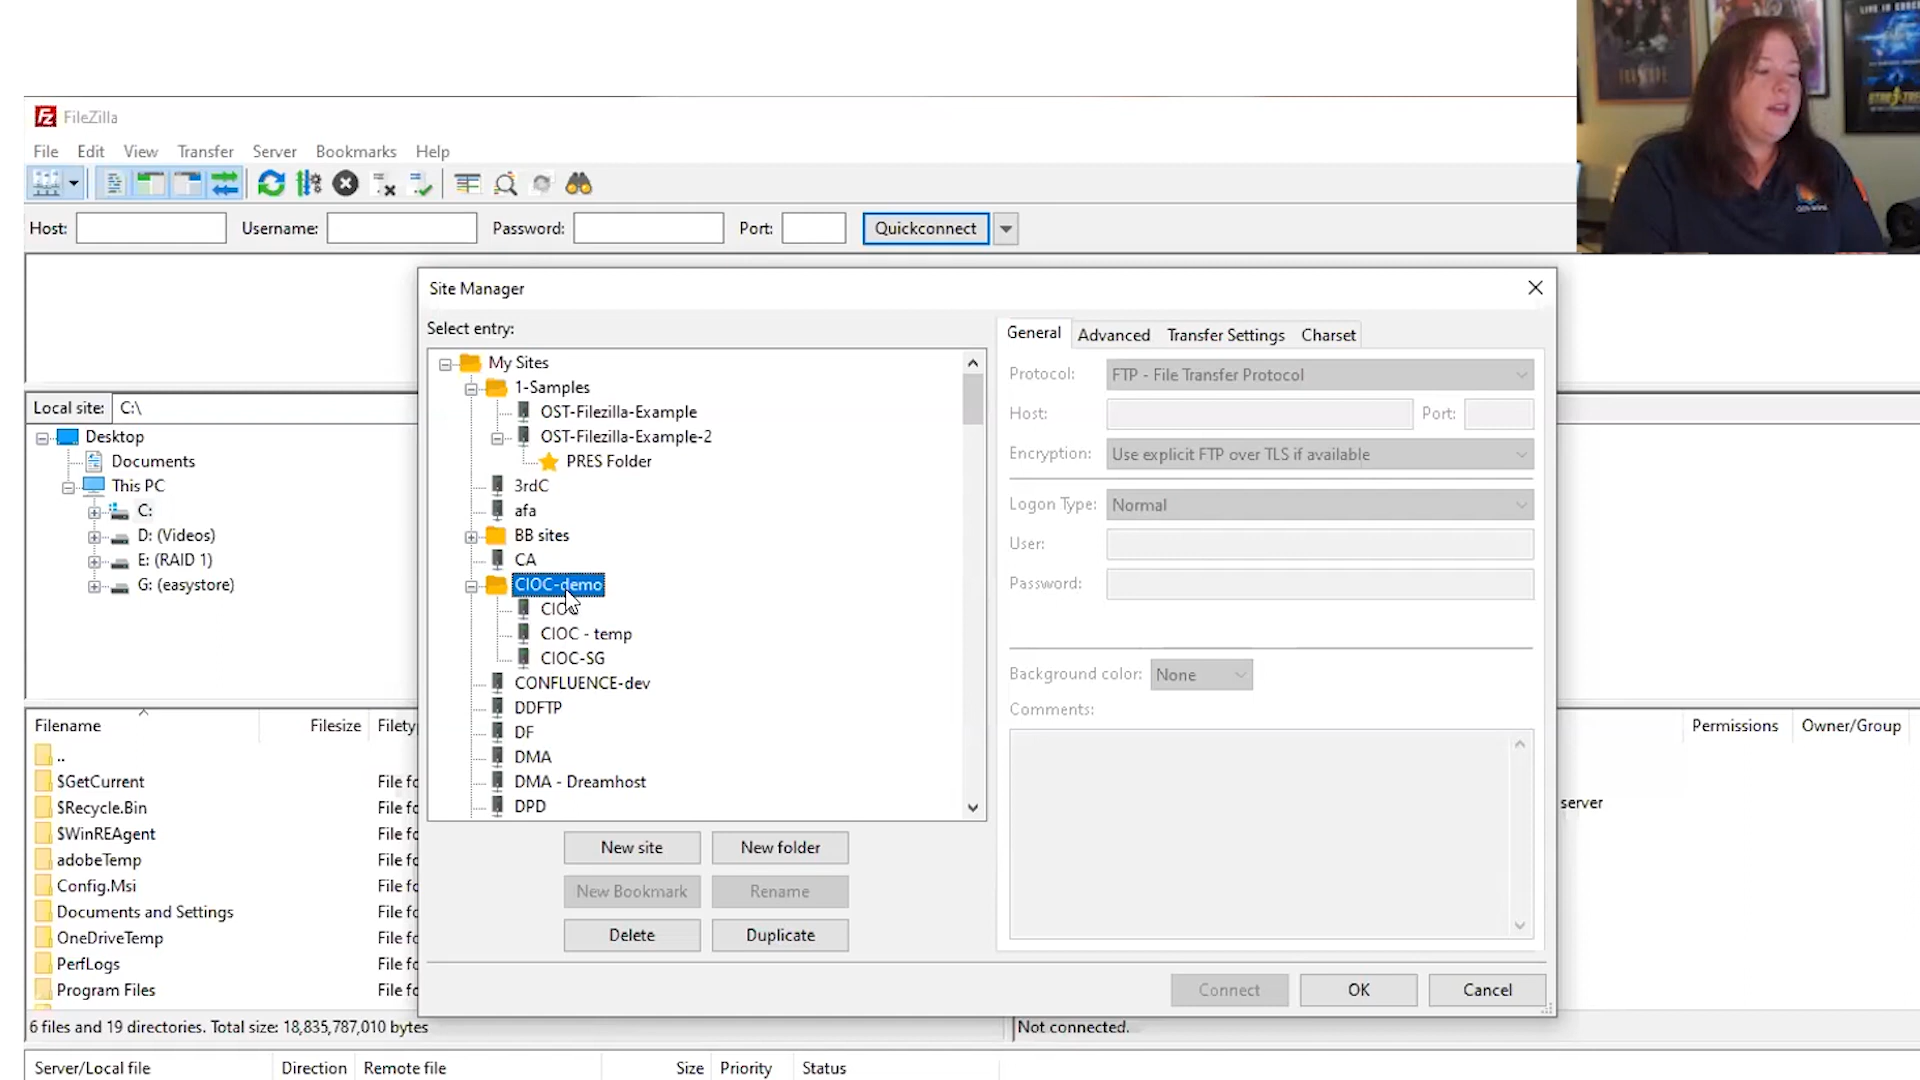 FileZilla
File Edit View Transfer Server Bookmarks Help
Host: Username: Password: Port: Quickconnect
Site Manager
Select entry:
My Sites
1-Samples
OST-Filezilla-Example
OST-Filezilla-Example-2
PRES Folder
3rdC
afa
BB sites
CA
CIOC-demo
CIOC - temp
CIOC-SG
CONFLUENCE-dev
DDFTP
DF
DMA
DMA - Dreamhost
DPD
New site New folder
New Bookmark Rename
Delete Duplicate
General Advanced Transfer Settings Charset
Protocol: FTP - File Transfer Protocol
Host: Port:
Encryption: Use explicit FTP over TLS if available
Logon Type: Normal
User:
Password:
Background color: None
Comments:
Connect OK Cancel
Local site: C:\
Desktop
Documents
This PC
C:
D: (Videos)
E: (RAID 1)
G: (easystore)
Filename Filesize
..
$GetCurrent
$Recycle.Bin
$WinREAgent
adobeTemp
Config.Msi
Documents and Settings
OneDriveTemp
PerfLogs
Program Files
6 files and 19 directories. Total size: 18,835,787,010 bytes
Permissions Owner/Group
server
Not connected.
Server/Local file Direction Remote file Size Priority Status